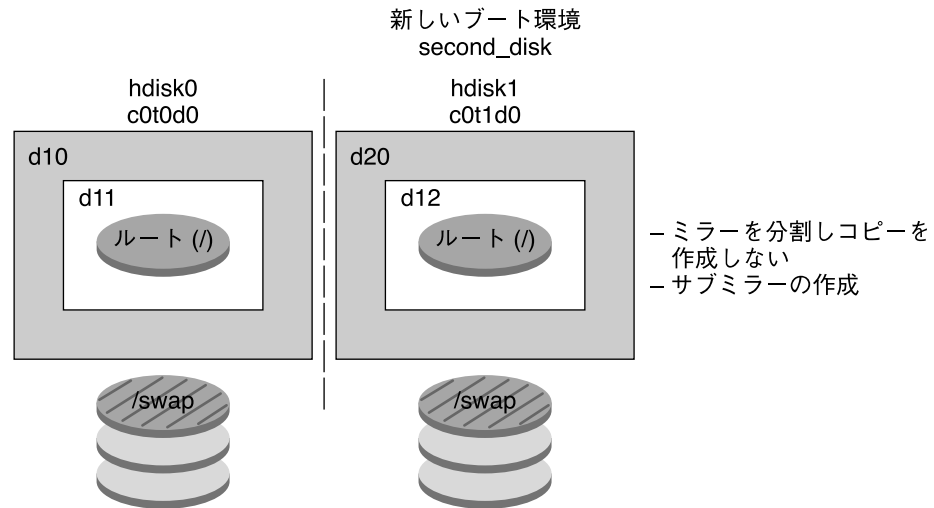 新しいブート環境
second_disk
hdisk0
c0t0d0
hdisk1
c0t1d0
d10
d11
ルート (/)
d20
d12
ルート (/)
– ミラーを分割しコピーを
作成しない
– サブミラーの作成
/swap
/swap